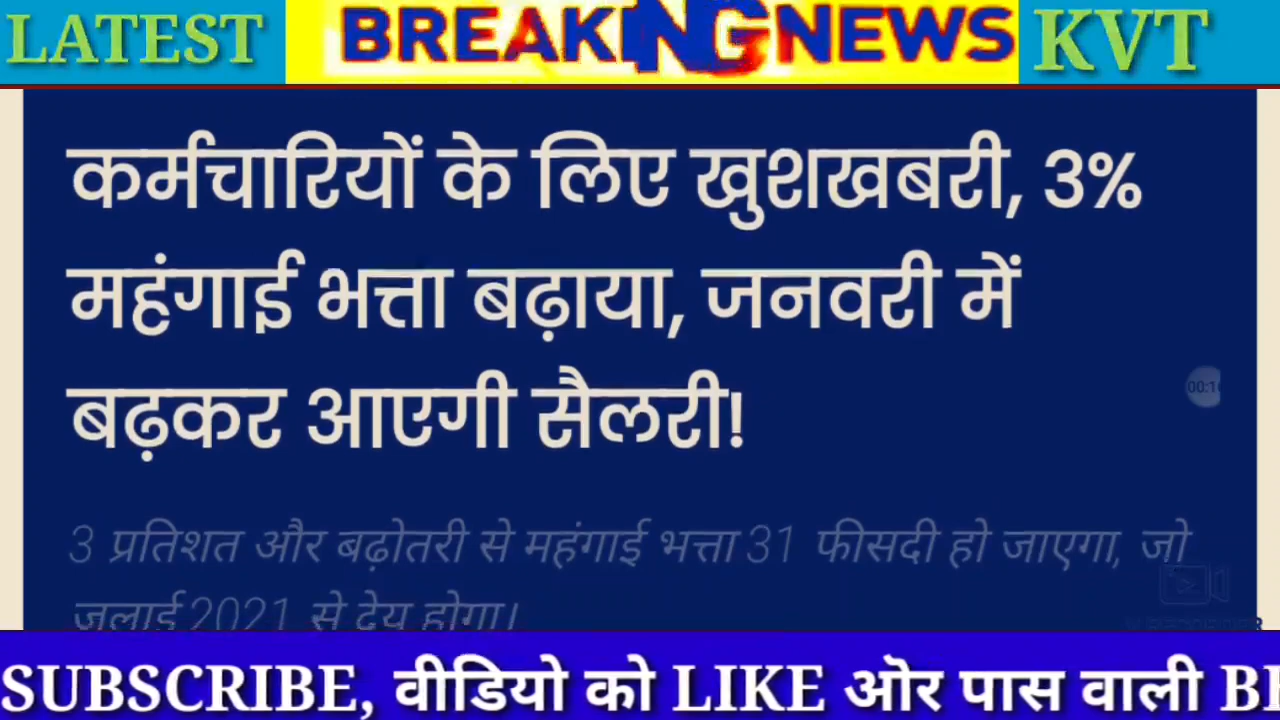 LATEST BREAKING NEWS KVT
कर्मचारियों के लिए खुशखबरी, 3%
महंगाई भत्ता बढ़ाया, जनवरी में
बढ़कर आएगी सैलरी!
3 प्रतिशत और बढ़ोतरी से महंगाई भत्ता 31 फीसदी हो जाएगा, जो
जुलाई 2021 से देय होगा।
SUBSCRIBE, वीडियो को LIKE ऒर पास वाली